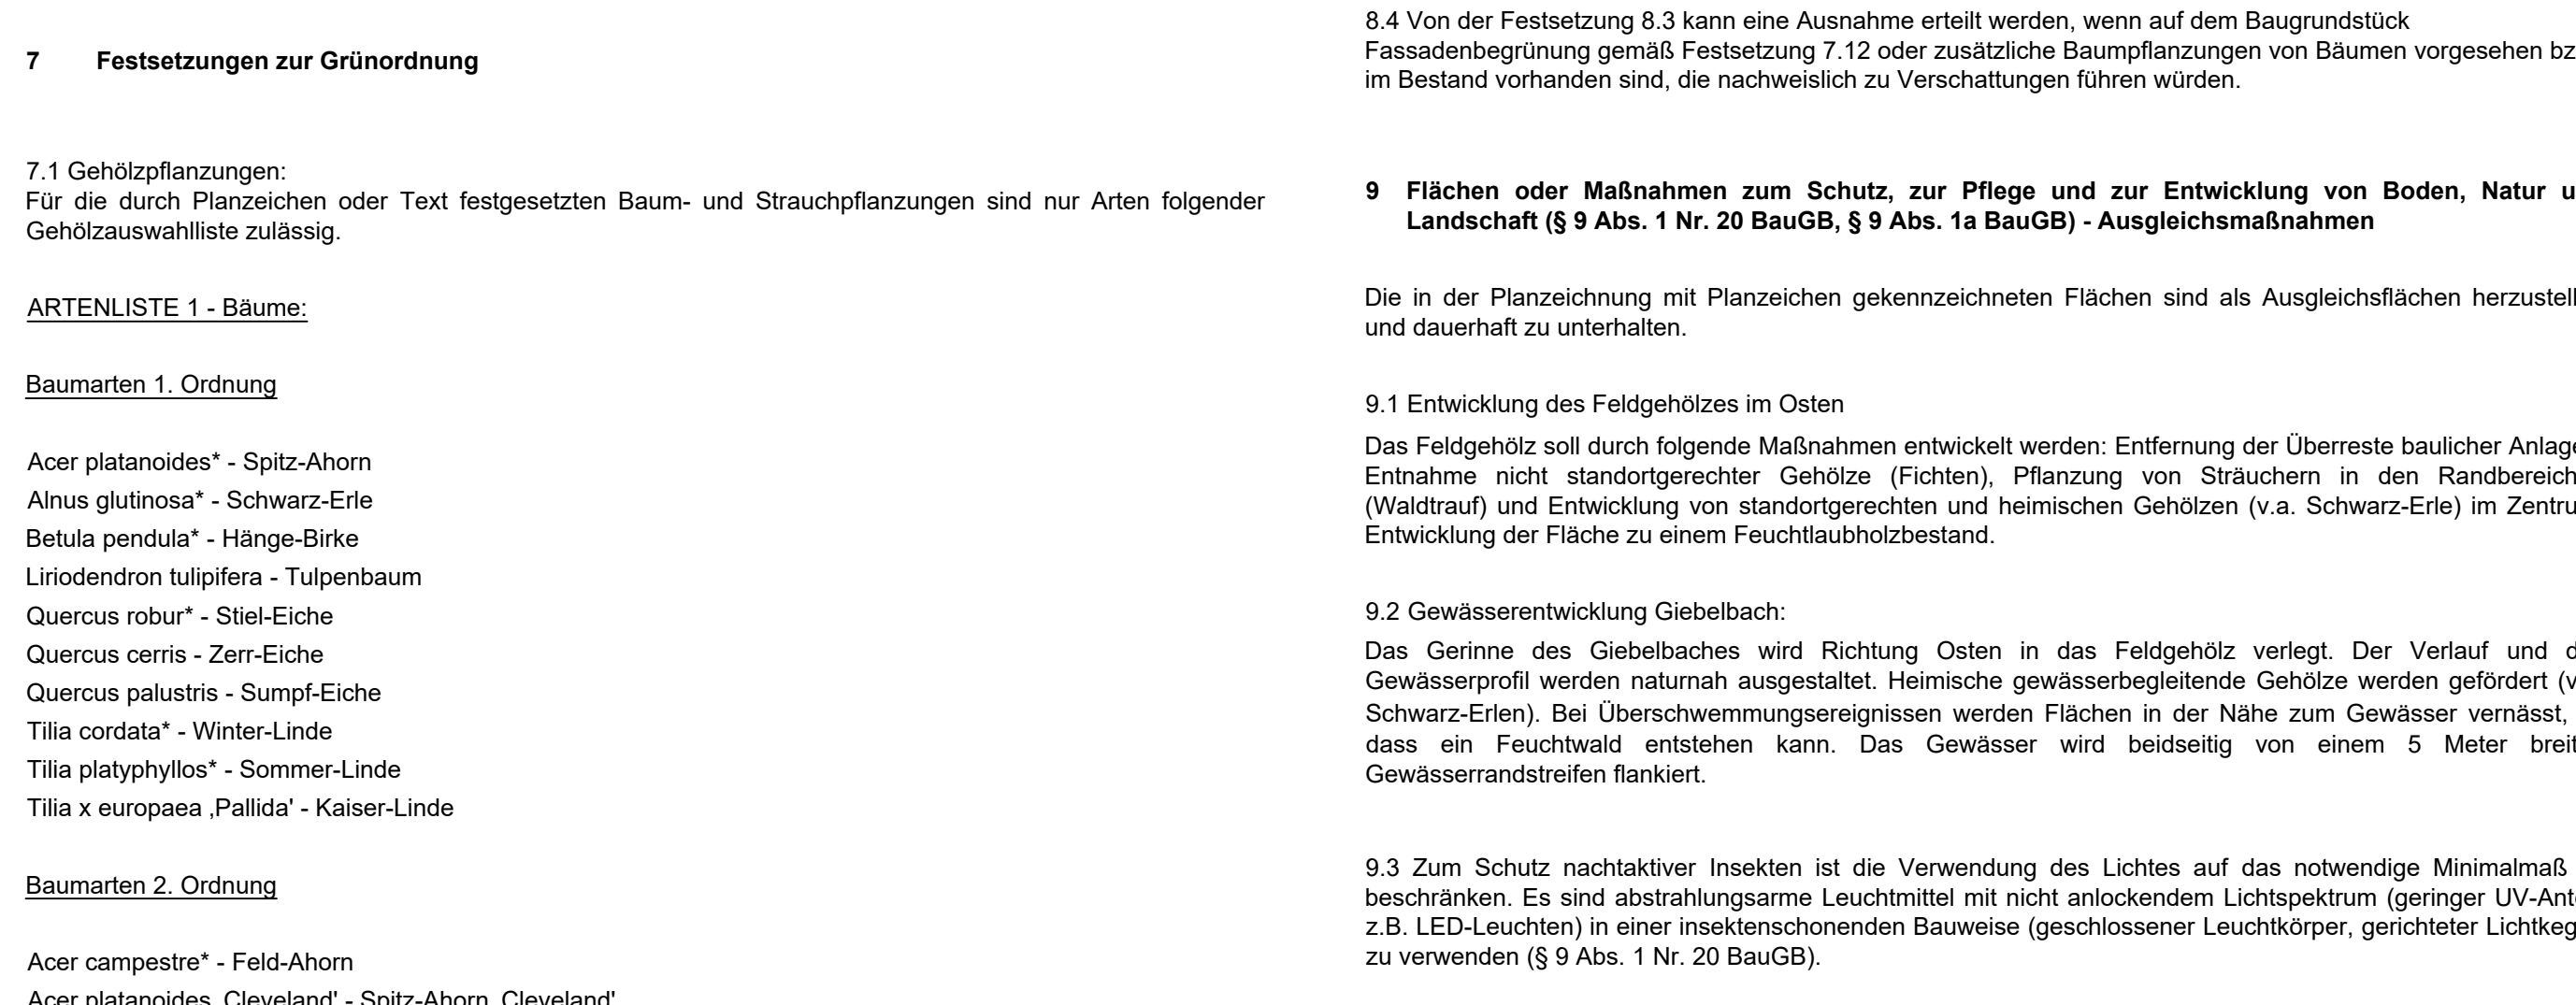 7 Festsetzungen zur Grünordnung
7.1 Gehölzpflanzungen:
Für die durch Planzeichen oder Text festgesetzten Baum- und Strauchpflanzungen sind nur Arten folgender
Gehölzauswahlliste zulässig.
ARTENLISTE 1 - Bäume:
Baumarten 1. Ordnung
Acer platanoides* - Spitz-Ahorn
Alnus glutinosa* - Schwarz-Erle
Betula pendula* - Hänge-Birke
Liriodendron tulipifera - Tulpenbaum
Quercus robur* - Stiel-Eiche
Quercus cerris - Zerr-Eiche
Quercus palustris - Sumpf-Eiche
Tilia cordata* - Winter-Linde
Tilia platyphyllos* - Sommer-Linde
Tilia x europaea ‚Pallida' - Kaiser-Linde
Baumarten 2. Ordnung
Acer campestre* - Feld-Ahorn
Acer platanoides ‚Cleveland' - Spitz-Ahorn ‚Cleveland'
8.4 Von der Festsetzung 8.3 kann eine Ausnahme erteilt werden, wenn auf dem Baugrundstück
Fassadenbegrünung gemäß Festsetzung 7.12 oder zusätzliche Baumpflanzungen von Bäumen vorgesehen bz
im Bestand vorhanden sind, die nachweislich zu Verschattungen führen würden.
9 Flächen oder Maßnahmen zum Schutz, zur Pflege und zur Entwicklung von Boden, Natur u
Landschaft (§ 9 Abs. 1 Nr. 20 BauGB, § 9 Abs. 1a BauGB) - Ausgleichsmaßnahmen
Die in der Planzeichnung mit Planzeichen gekennzeichneten Flächen sind als Ausgleichsflächen herzustell
und dauerhaft zu unterhalten.
9.1 Entwicklung des Feldgehölzes im Osten
Das Feldgehölz soll durch folgende Maßnahmen entwickelt werden: Entfernung der Überreste baulicher Anlage
Entnahme nicht standortgerechter Gehölze (Fichten), Pflanzung von Sträuchern in den Randbereich
(Waldtrauf) und Entwicklung von standortgerechten und heimischen Gehölzen (v.a. Schwarz-Erle) im Zentru
Entwicklung der Fläche zu einem Feuchtlaubholzbestand.
9.2 Gewässerentwicklung Giebelbach:
Das Gerinne des Giebelbaches wird Richtung Osten in das Feldgehölz verlegt. Der Verlauf und d
Gewässerprofil werden naturnah ausgestaltet. Heimische gewässerbegleitende Gehölze werden gefördert (v
Schwarz-Erlen). Bei Überschwemmungsereignissen werden Flächen in der Nähe zum Gewässer vernässt,
dass ein Feuchtwald entstehen kann. Das Gewässer wird beidseitig von einem 5 Meter breit
Gewässerrandstreifen flankiert.
9.3 Zum Schutz nachtaktiver Insekten ist die Verwendung des Lichtes auf das notwendige Minimalmaß
beschränken. Es sind abstrahlungsarme Leuchtmittel mit nicht anlockendem Lichtspektrum (geringer UV-Ante
z.B. LED-Leuchten) in einer insektenschonenden Bauweise (geschlossener Leuchtkörper, gerichteter Lichtkeg
zu verwenden (§ 9 Abs. 1 Nr. 20 BauGB).